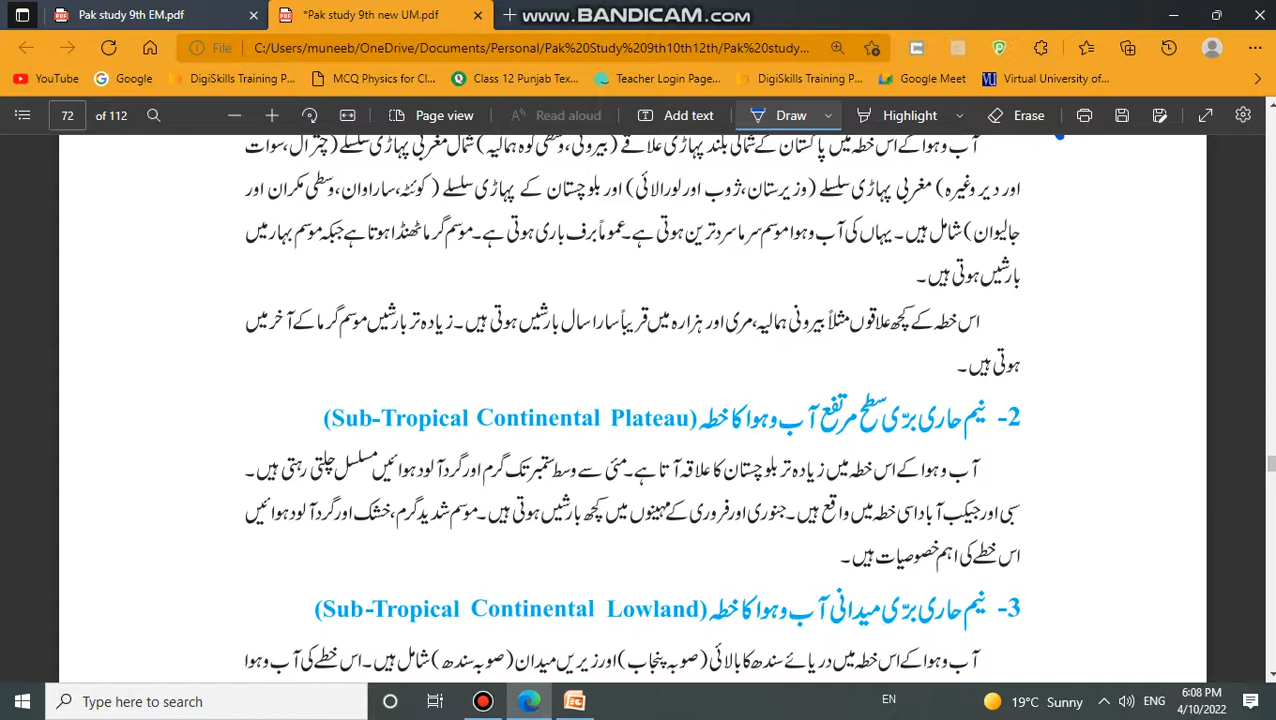 Pak study 9th EM.pdf
*Pak study 9th new UM.pdf
www.BANDICAM.com
File
C:/Users/muneeb/OneDrive/Documents/Personal/Pak%20Study%209th10th12th/Pak%20study...
YouTube
Google
DigiSkills Training P...
MCQ Physics for Cl...
Class 12 Punjab Tex...
Teacher Login Page...
DigiSkills Training P...
Google Meet
Virtual University of...
72
of 112
Page view
Read aloud
Add text
Draw
Highlight
Erase
آب وہوا کے اس خطہ میں پاکستان کے شمالی بلند پہاڑی علاقے (بیرونی، وسطی کوہ ہمالیہ) شمال مغربی پہاڑی سلسلے (چترال، سوات
اور دیر وغیرہ) مغربی پہاڑی سلسلے (وزیرستان، ژوب اور لورالائی) اور بلوچستان کے پہاڑی سلسلے (کوئٹہ، ساراوان، وسطی مکران اور
جالیوان) شامل ہیں۔ یہاں کی آب وہوا موسم سرما سرد ترین ہوتی ہے۔ عموماً برف باری ہوتی ہے۔ موسم گرما ٹھنڈا ہوتا ہے جبکہ موسم بہار میں
بارشیں ہوتی ہیں۔
اس خطہ کے کچھ علاقوں مثلاً بیرونی ہمالیہ، مری اور ہزارہ میں قریباً سارا سال بارشیں ہوتی ہیں۔ زیادہ تر بارشیں موسم گرما کے آخر میں
ہوتی ہیں۔
2- نیم حاری برّی سطح مرتفع آب وہوا کا خطہ (Sub-Tropical Continental Plateau)
آب وہوا کے اس خطہ میں زیادہ تر بلوچستان کا علاقہ آتا ہے۔ مئی سے وسط ستمبر تک گرم اور گرد آلود ہوائیں مسلسل چلتی رہتی ہیں۔
سبی اور جیکب آباد اسی خطہ میں واقع ہیں۔ جنوری اور فروری کے مہینوں میں کچھ بارشیں ہوتی ہیں۔ موسم شدید گرم، خشک اور گرد آلود ہوائیں
اس خطے کی اہم خصوصیات ہیں۔
3- نیم حاری برّی میدانی آب وہوا کا خطہ (Sub-Tropical Continental Lowland)
آب وہوا کے اس خطہ میں دریائے سندھ کا بالائی (صوبہ پنجاب) اور زیریں میدان (صوبہ سندھ) شامل ہیں۔ اس خطے کی آب وہوا
Type here to search
EN
19°C Sunny
ENG
6:08 PM
4/10/2022